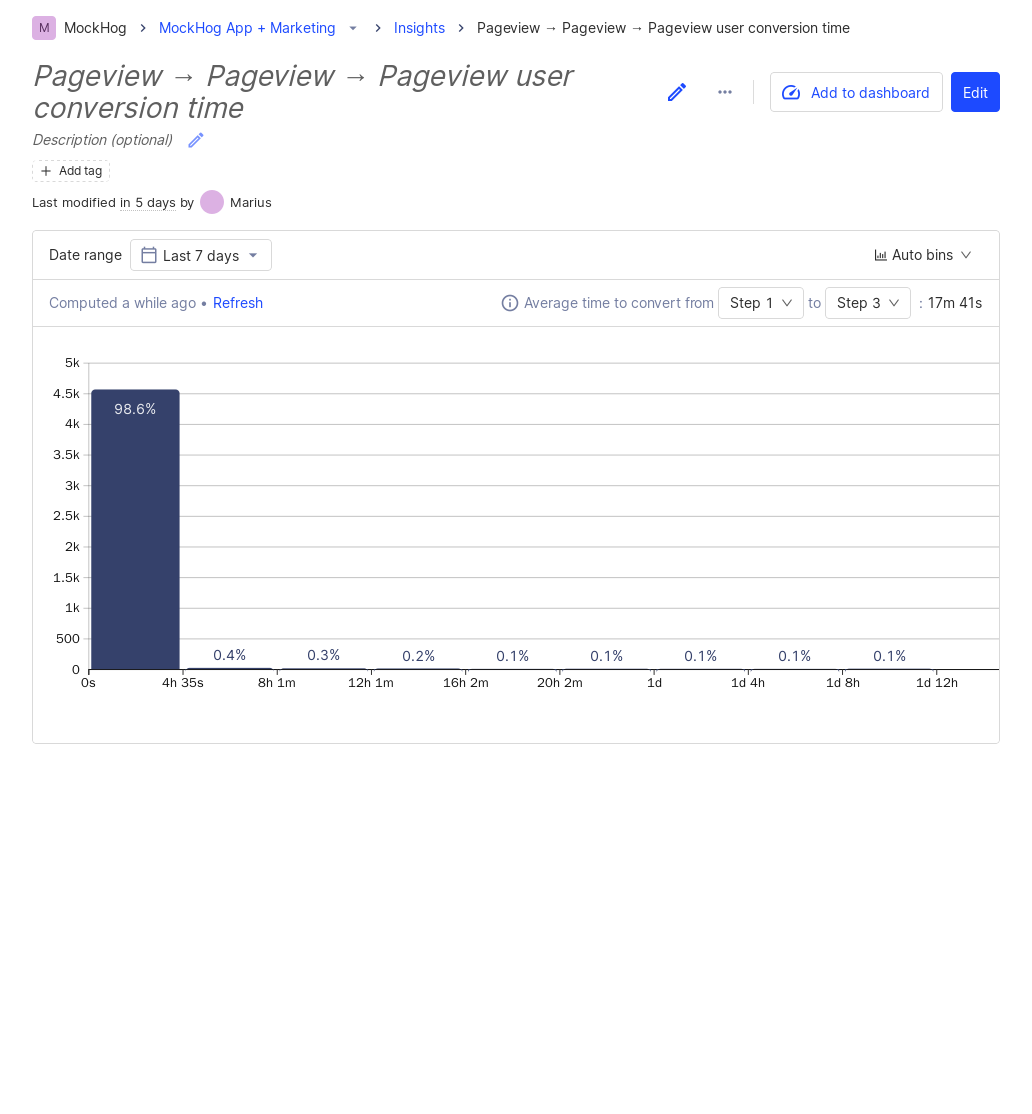 M MockHog > MockHog App + Marketing > Insights > Pageview → Pageview → Pageview user conversion time
Pageview → Pageview → Pageview user
conversion time
Add to dashboard Edit
Description (optional)
+ Add tag
Last modified in 5 days by Marius
Date range Last 7 days Auto bins
Computed a while ago • Refresh Average time to convert from Step 1 to Step 3 : 17m 41s
5k
4.5k
98.6%
4k
3.5k
3k
2.5k
2k
1.5k
1k
500
0.4% 0.3% 0.2% 0.1% 0.1% 0.1% 0.1% 0.1%
0
0s 4h 35s 8h 1m 12h 1m 16h 2m 20h 2m 1d 1d 4h 1d 8h 1d 12h